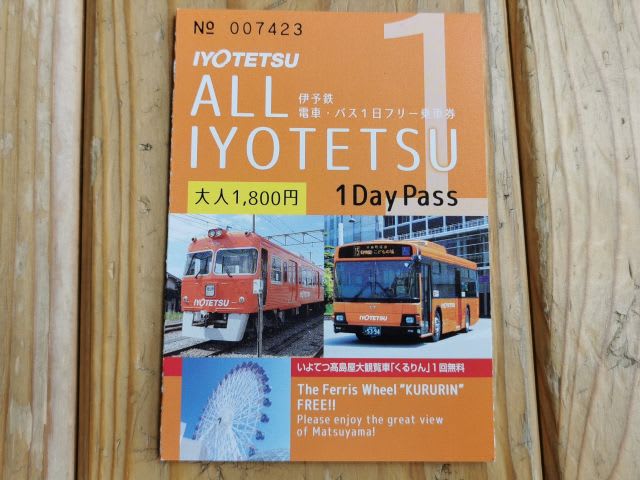 № 007423
IYOTETSU
ALL
伊予鉄
電車・バス1日フリー乗車券
IYOTETSU
1
大人1,800円
1 Day Pass
IYOTETSU
IYOTETSU
いよてつ高島屋大観覧車「くるりん」1回無料
The Ferris Wheel "KURURIN"
FREE!!
Please enjoy the great view
of Matsuyama!